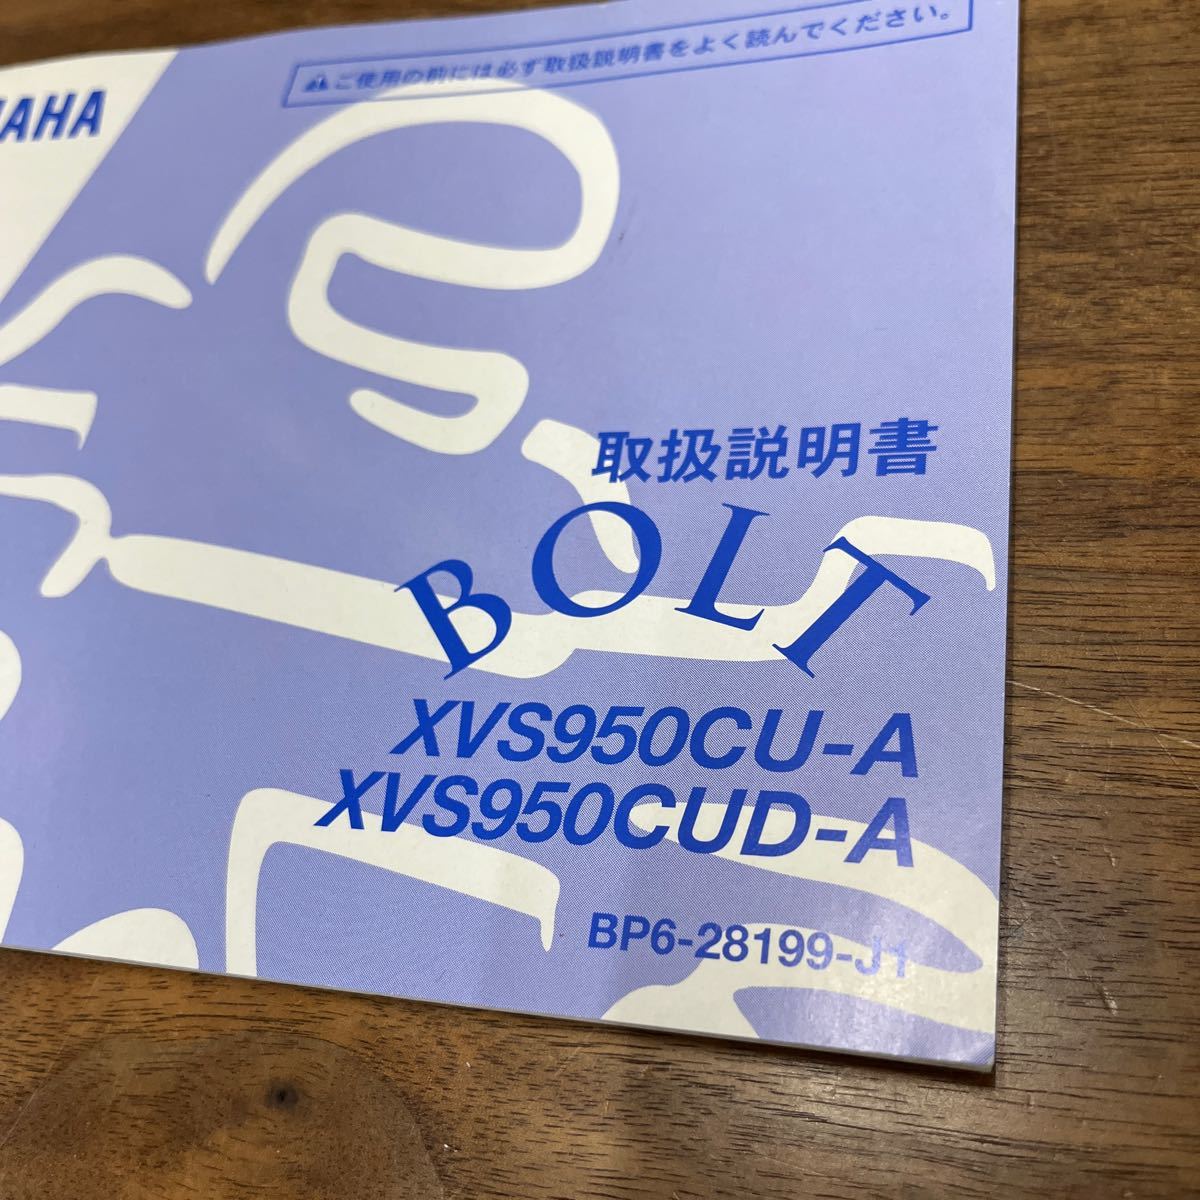 AHA
⚠ご使用の前には必ず取扱説明書をよく読んでください。
取扱説明書
BOLT
XVS950CU-A
XVS950CUD-A
BP6-28199-J1